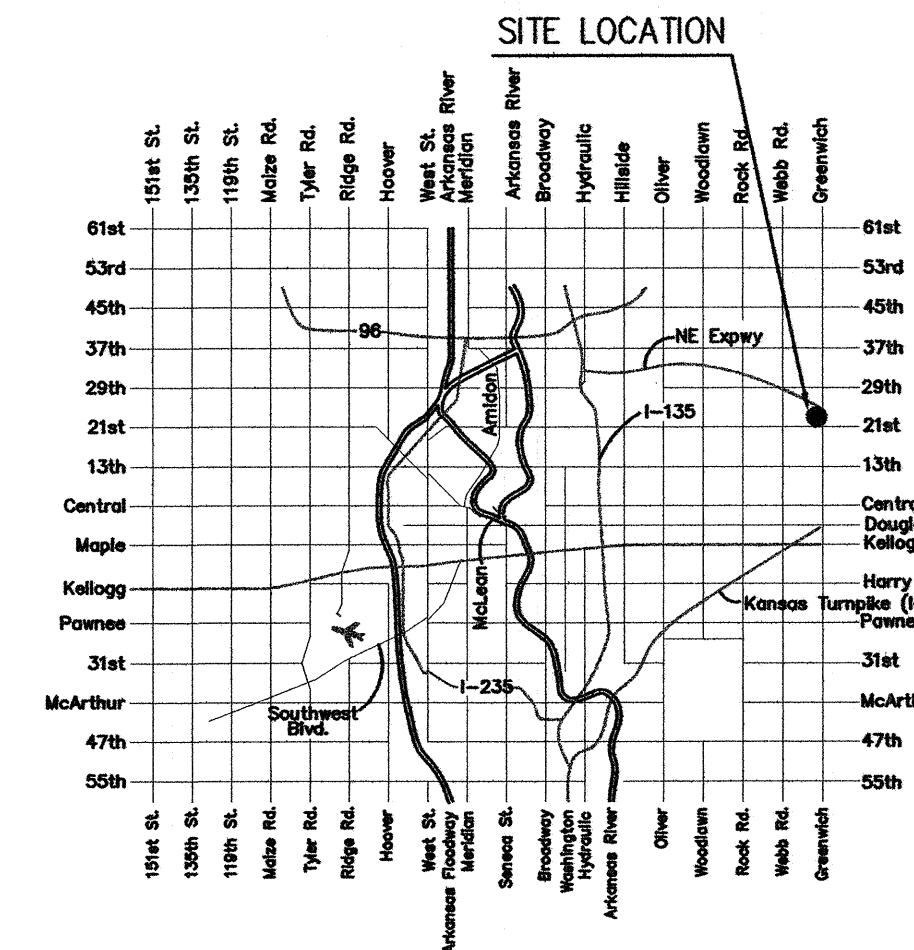 SITE LOCATION
151st St.
135th St.
119th St.
Maize Rd.
Tyler Rd.
Ridge Rd.
Hoover
West St.
Arkansas River
Meridian
Arkansas River
Broadway
Hydraulic
Hillside
Oliver
Woodlawn
Rock Rd.
Webb Rd.
Greenwich
61st
61st
53rd
53rd
45th
45th
96
NE Expwy
37th
37th
29th
29th
Amidon
I-135
21st
21st
13th
13th
Central
Centra
Dougl
Maple
Kellog
Kellogg
Harry
McLean
Kansas Turnpike (I-
Pawnee
Pawne
31st
31st
I-235
McArthur
McArth
Southwest
Blvd.
47th
47th
55th
55th
151st St.
135th St.
119th St.
Maize Rd.
Tyler Rd.
Ridge Rd.
Hoover
West St.
Arkansas Floodway
Meridian
Seneca St.
Broadway
Washington
Hydraulic
Arkansas River
Oliver
Woodlawn
Rock Rd.
Webb Rd.
Greenwich